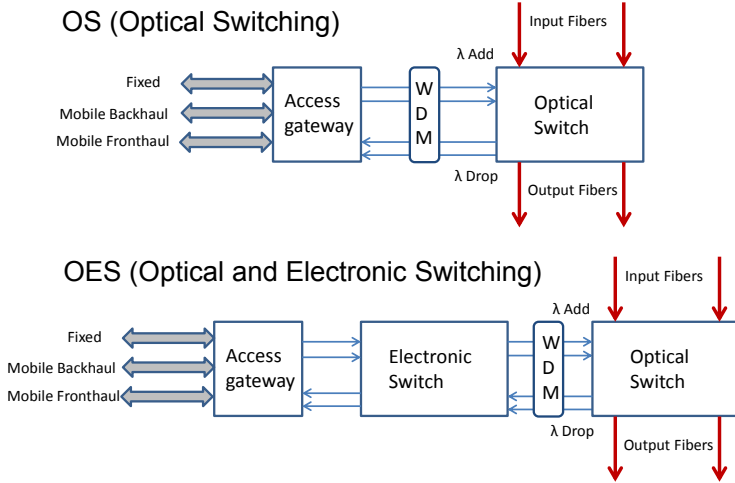 OS (Optical Switching)
Input Fibers
λ Add
Fixed
Mobile Backhaul
Mobile Fronthaul
Access
gateway
W
D
M
Optical
Switch
λ Drop
Output Fibers
OES (Optical and Electronic Switching)
Input Fibers
λ Add
Fixed
Mobile Backhaul
Mobile Fronthaul
Access
gateway
Electronic
Switch
W
D
M
Optical
Switch
λ Drop
Output Fibers